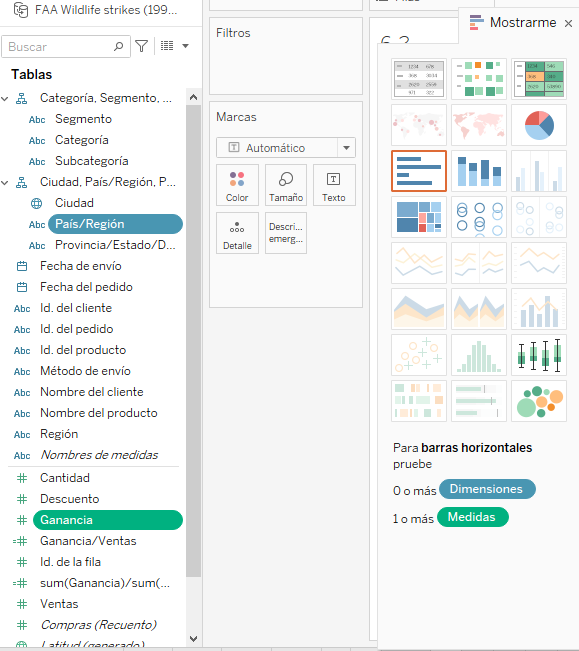 FAA Wildlife strikes (199...
Buscar
Tablas
Categoría, Segmento, ...
Abc Segmento
Abc Categoría
Abc Subcategoría
Ciudad, País/Región, P...
Ciudad
Abc País/Región
Abc Provincia/Estado/D...
Fecha de envío
Fecha del pedido
Abc Id. del cliente
Abc Id. del pedido
Abc Id. del producto
Abc Método de envío
Abc Nombre del cliente
Abc Nombre del producto
Abc Región
Abc Nombres de medidas
# Cantidad
# Descuento
# Ganancia
=# Ganancia/Ventas
# Id. de la fila
=# sum(Ganancia)/sum(...
# Ventas
# Compras (Recuento)
Latitud (generado)
Filtros
Marcas
T Automático
Color
Tamaño
T Texto
Detalle
Descri...
emerg...
Mostrarme ×
Para barras horizontales
pruebe
0 o más Dimensiones
1 o más Medidas